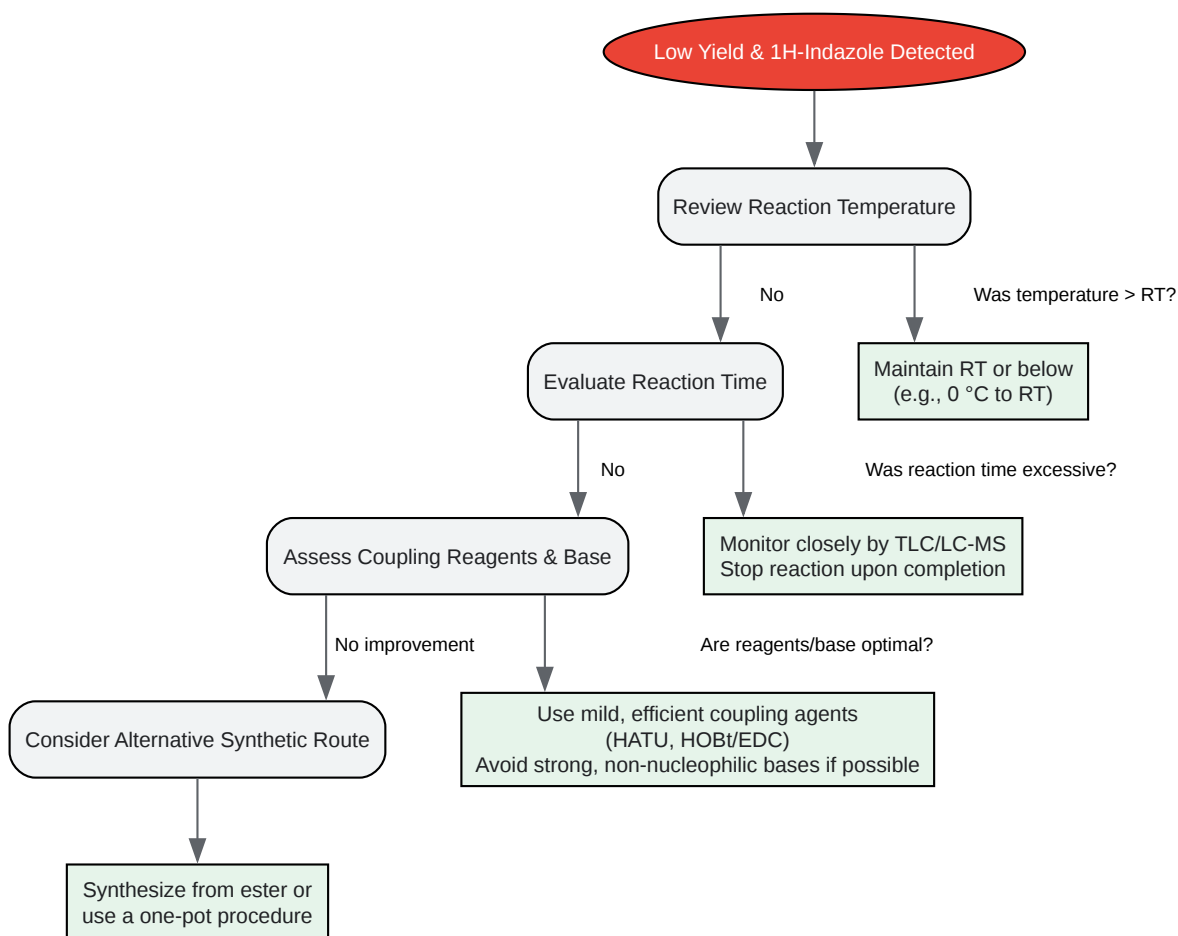 Low Yield & 1H-Indazole Detected
Review Reaction Temperature
No
Was temperature > RT?
Evaluate Reaction Time
Maintain RT or below
(e.g., 0 °C to RT)
No
Was reaction time excessive?
Assess Coupling Reagents & Base
Monitor closely by TLC/LC-MS
Stop reaction upon completion
No improvement
Are reagents/base optimal?
Consider Alternative Synthetic Route
Use mild, efficient coupling agents
(HATU, HOBt/EDC)
Avoid strong, non-nucleophilic bases if possible
Synthesize from ester or
use a one-pot procedure